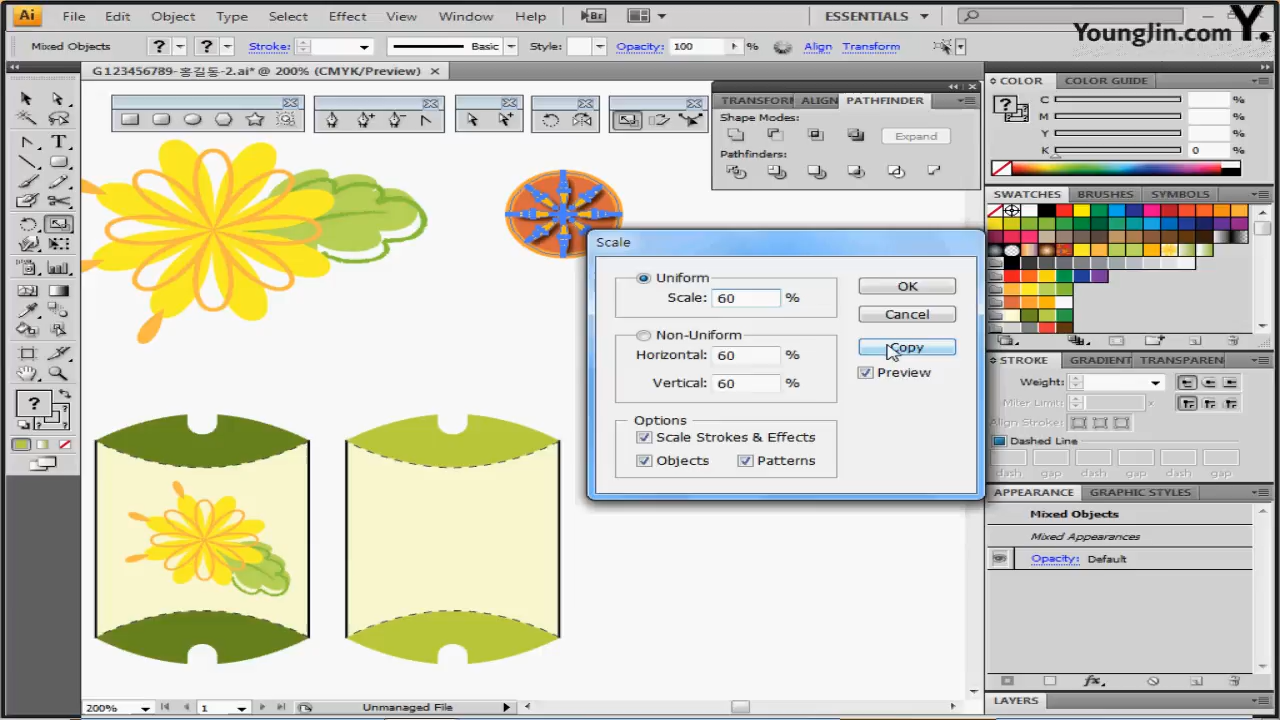 Ai File Edit Object Type Select Effect View Window Help Br ESSENTIALS
YoungJin.com Y.
Mixed Objects ? ? Stroke: Basic Style: Opacity: 100 % Align Transform
G123456789-홍길동-2.ai* @ 200% (CMYK/Preview) ×
TRANSFORM ALIGN PATHFINDER
Shape Modes:
Expand
Pathfinders:
COLOR COLOR GUIDE
?
C %
M %
Y %
K 0 %
SWATCHES BRUSHES SYMBOLS
Scale
Uniform
Scale: 60 %
Non-Uniform
Horizontal: 60 %
Vertical: 60 %
Options
Scale Strokes & Effects
Objects Patterns
OK
Cancel
Copy
Preview
STROKE GRADIENT TRANSPAREN
Weight:
Miter Limit: x
Align Stroke:
Dashed Line
dash gap dash gap dash gap
APPEARANCE GRAPHIC STYLES
Mixed Objects
Mixed Appearances
Opacity: Default
fx
LAYERS
?
200% 1 Unmanaged File